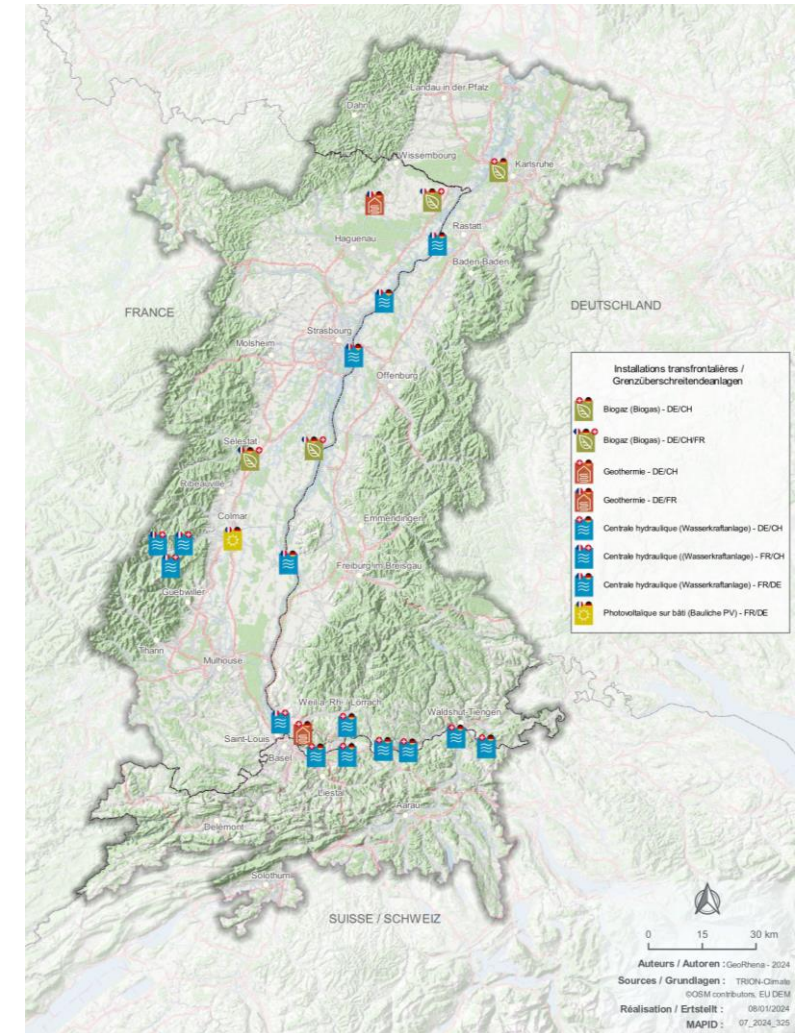 Landau in der Pfalz
Dahn
Wissembourg
Karlsruhe
Haguenau
Rastatt
Baden-Baden
FRANCE
DEUTSCHLAND
Strasbourg
Molsheim
Offenburg
Installations transfrontalières /
Grenzüberschreitendeanlagen
Biogaz (Biogas) - DE/CH
Biogaz (Biogas) - DE/CH/FR
Geothermie - DE/CH
Geothermie - DE/FR
Centrale hydraulique (Wasserkraftanlage) - DE/CH
Centrale hydraulique ((Wasserkraftanlage) - FR/CH
Centrale hydraulique (Wasserkraftanlage) - FR/DE
Photovoltaïque sur bâti (Bauliche PV) - FR/DE
Sélestat
Ribeauvillé
Colmar
Emmendingen
Freiburg im Breisgau
Guebwiller
Thann
Mulhouse
Weil a. Rh.
Lörrach
Waldshut-Tiengen
Saint-Louis
Basel
Liestal
Aarau
Delémont
Solothurn
SUISSE / SCHWEIZ
0 15 30 km
Auteurs / Autoren : GeoRhena - 2024
Sources / Grundlagen : TRION-Climate
©OSM contributors, EU DEM
Réalisation / Ertstellt : 08/01/2024
MAPID : 07_2024_325